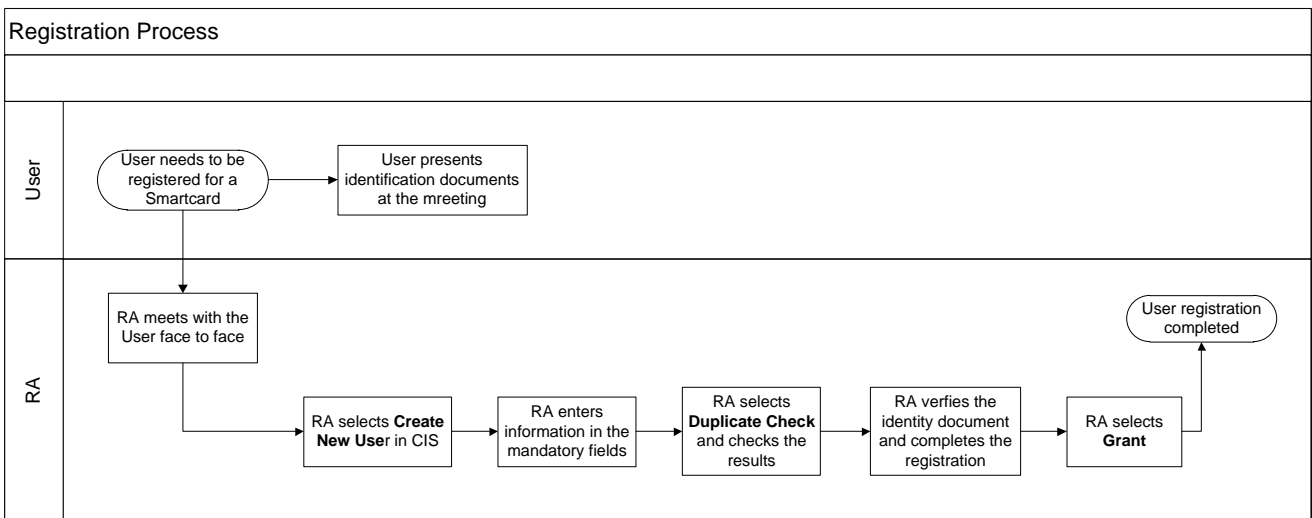 Registration Process
User
User needs to be
registered for a
Smartcard
User presents
identification documents
at the mreeting
RA
RA meets with the
User face to face
RA selects Create
New User in CIS
RA enters
information in the
mandatory fields
RA selects
Duplicate Check
and checks the
results
RA verfies the
identity document
and completes the
registration
RA selects
Grant
User registration
completed